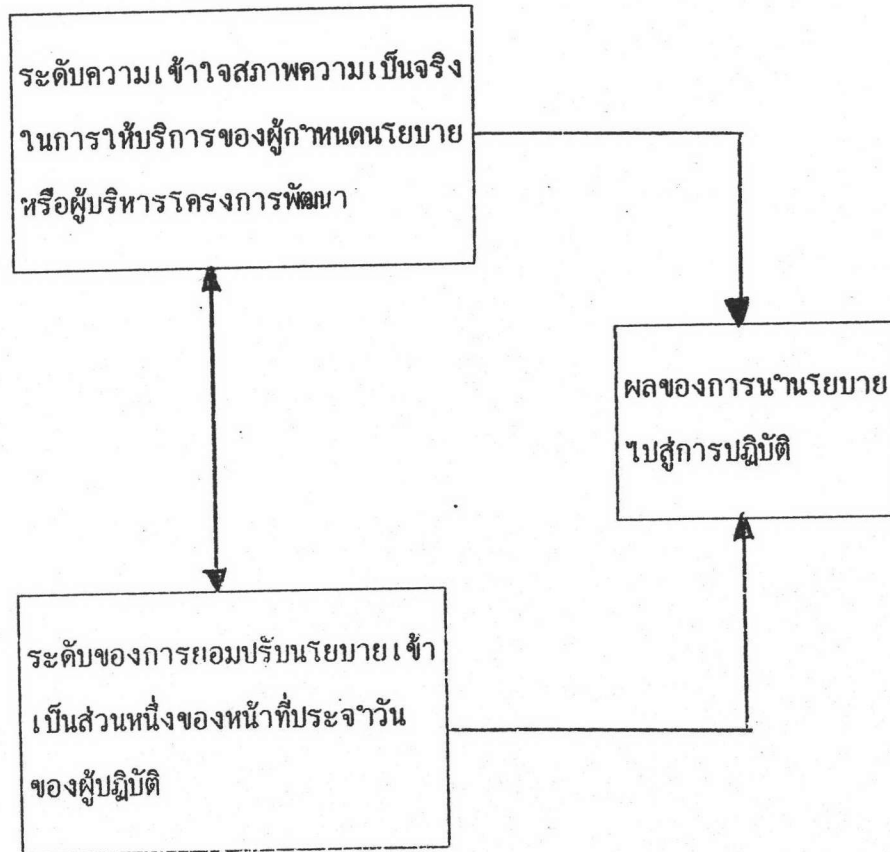 ระดับความเข้าใจสภาพความเป็นจริง
ในการให้บริการของผู้กำหนดนโยบาย
หรือผู้บริหารโครงการพัฒนา
ผลของการนำนโยบาย
ไปสู่การปฏิบัติ
ระดับของการยอมปรับนโยบายเข้า
เป็นส่วนหนึ่งของหน้าที่ประจำวัน
ของผู้ปฏิบัติ